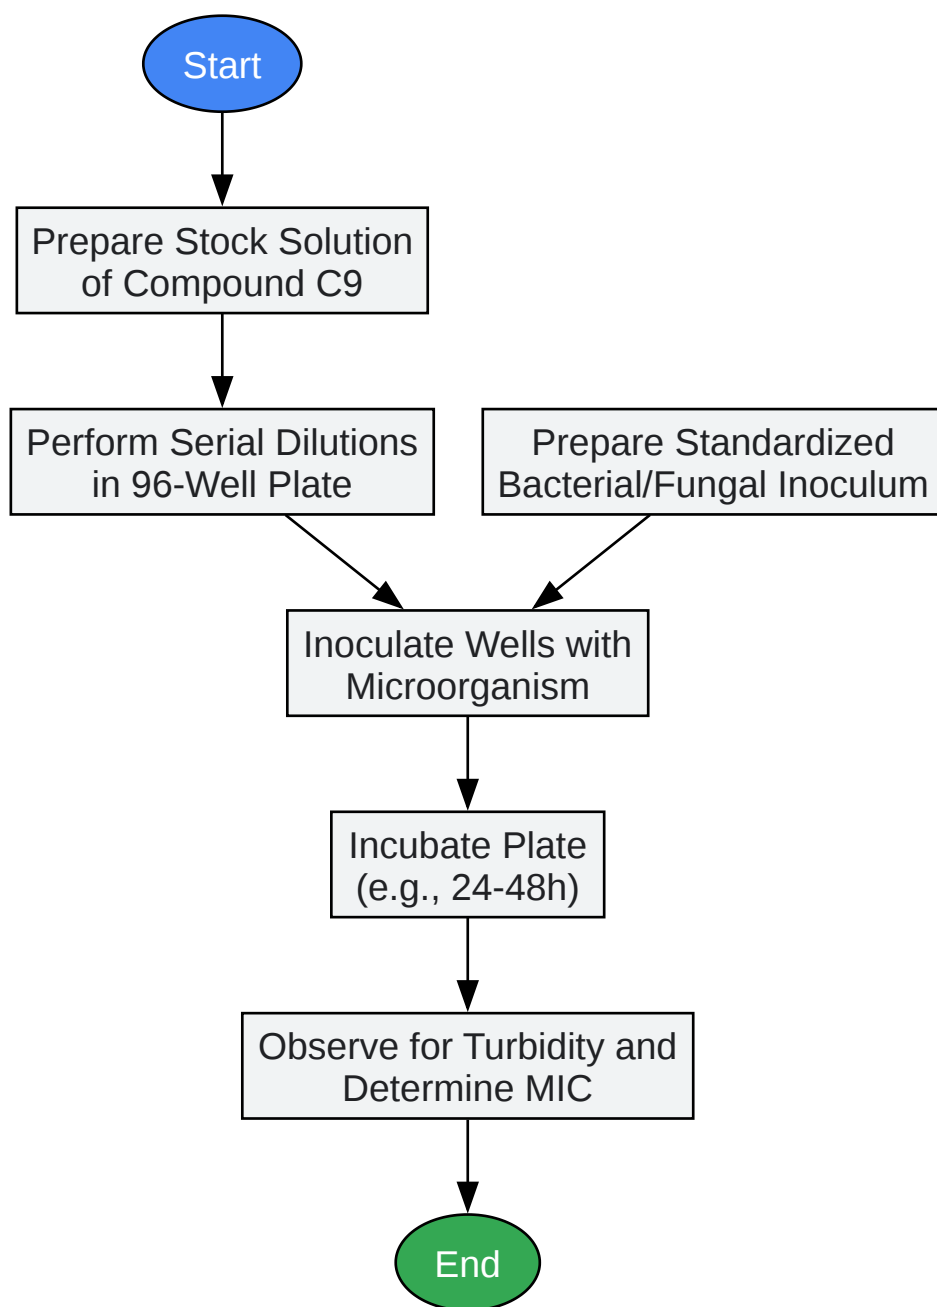 Start
Prepare Stock Solution
of Compound C9
Perform Serial Dilutions
in 96-Well Plate
Prepare Standardized
Bacterial/Fungal Inoculum
Inoculate Wells with
Microorganism
Incubate Plate
(e.g., 24-48h)
Observe for Turbidity and
Determine MIC
End